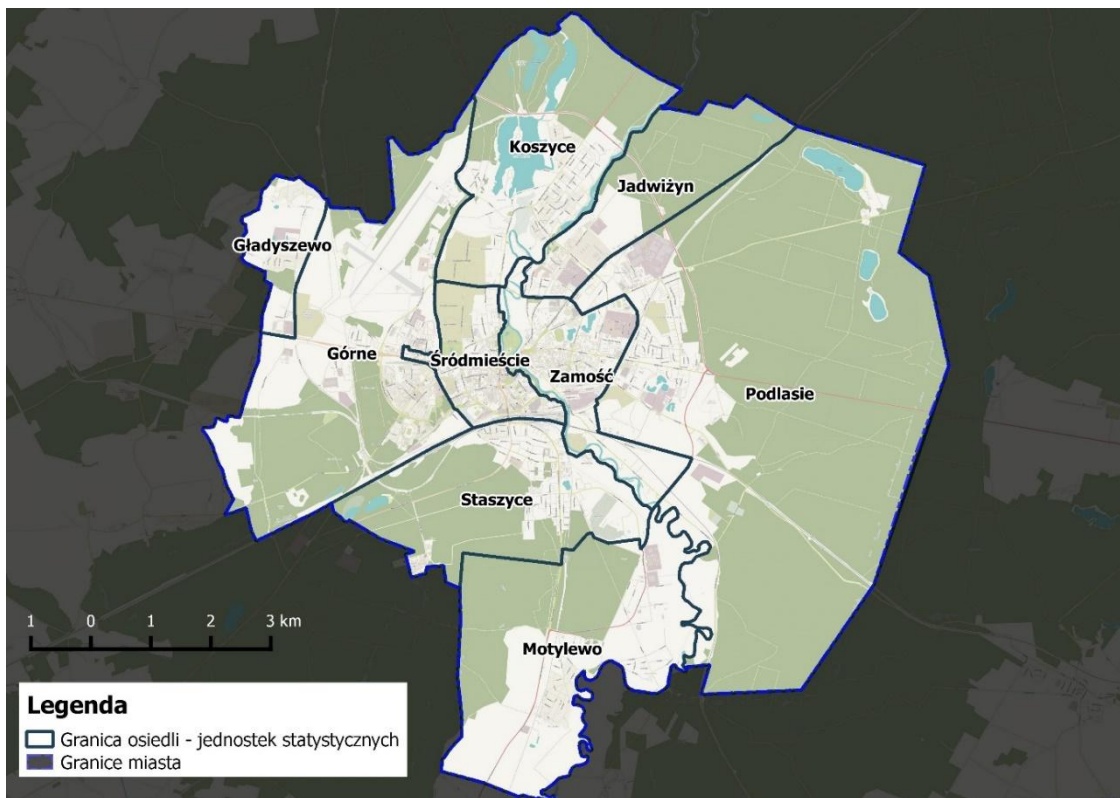 Koszyce
Jadwiżyn
Gładyszewo
Górne
Śródmieście
Zamość
Podlasie
Staszyce
Motylewo
1 0 1 2 3 km
Legenda
Granica osiedli - jednostek statystycznych
Granice miasta